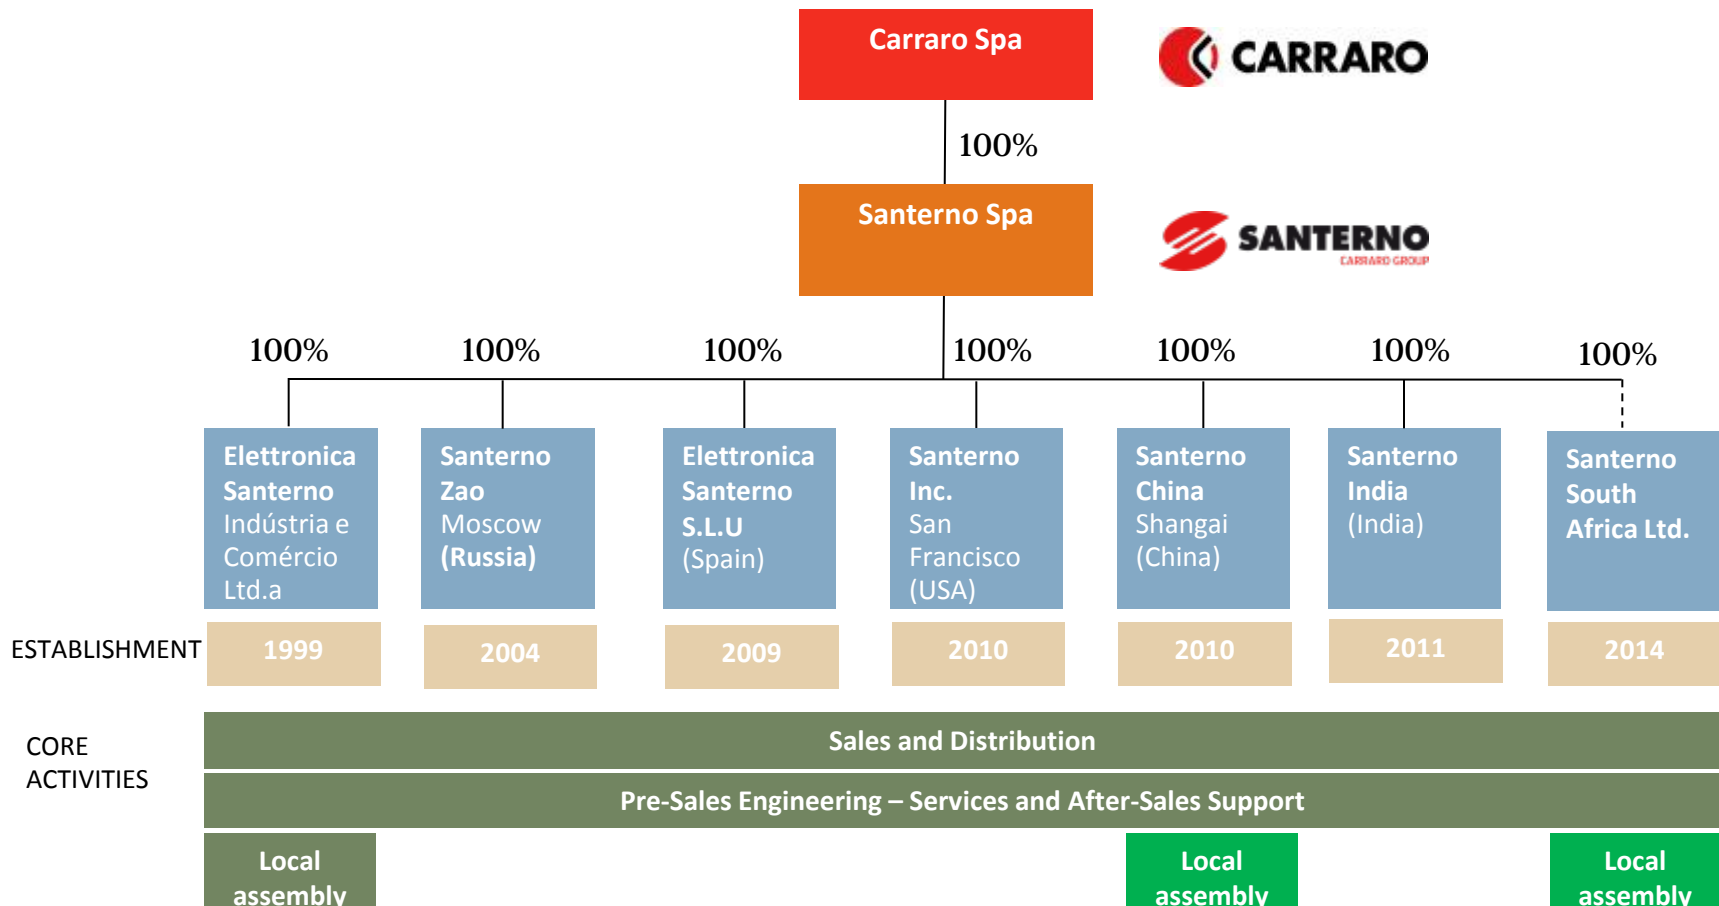 Carraro Spa
CARRARO
100%
Santerno Spa
SANTERNO
CARRARO GROUP
100%
100%
100%
100%
100%
100%
100%
Elettronica
Santerno
Indústria e
Comércio
Ltd.a
Santerno
Zao
Moscow
(Russia)
Elettronica
Santerno
S.L.U
(Spain)
Santerno
Inc.
San
Francisco
(USA)
Santerno
China
Shangai
(China)
Santerno
India
(India)
Santerno
South
Africa Ltd.
ESTABLISHMENT
1999
2004
2009
2010
2010
2011
2014
CORE
ACTIVITIES
Sales and Distribution
Pre-Sales Engineering – Services and After-Sales Support
Local
assembly
Local
assembly
Local
assembly